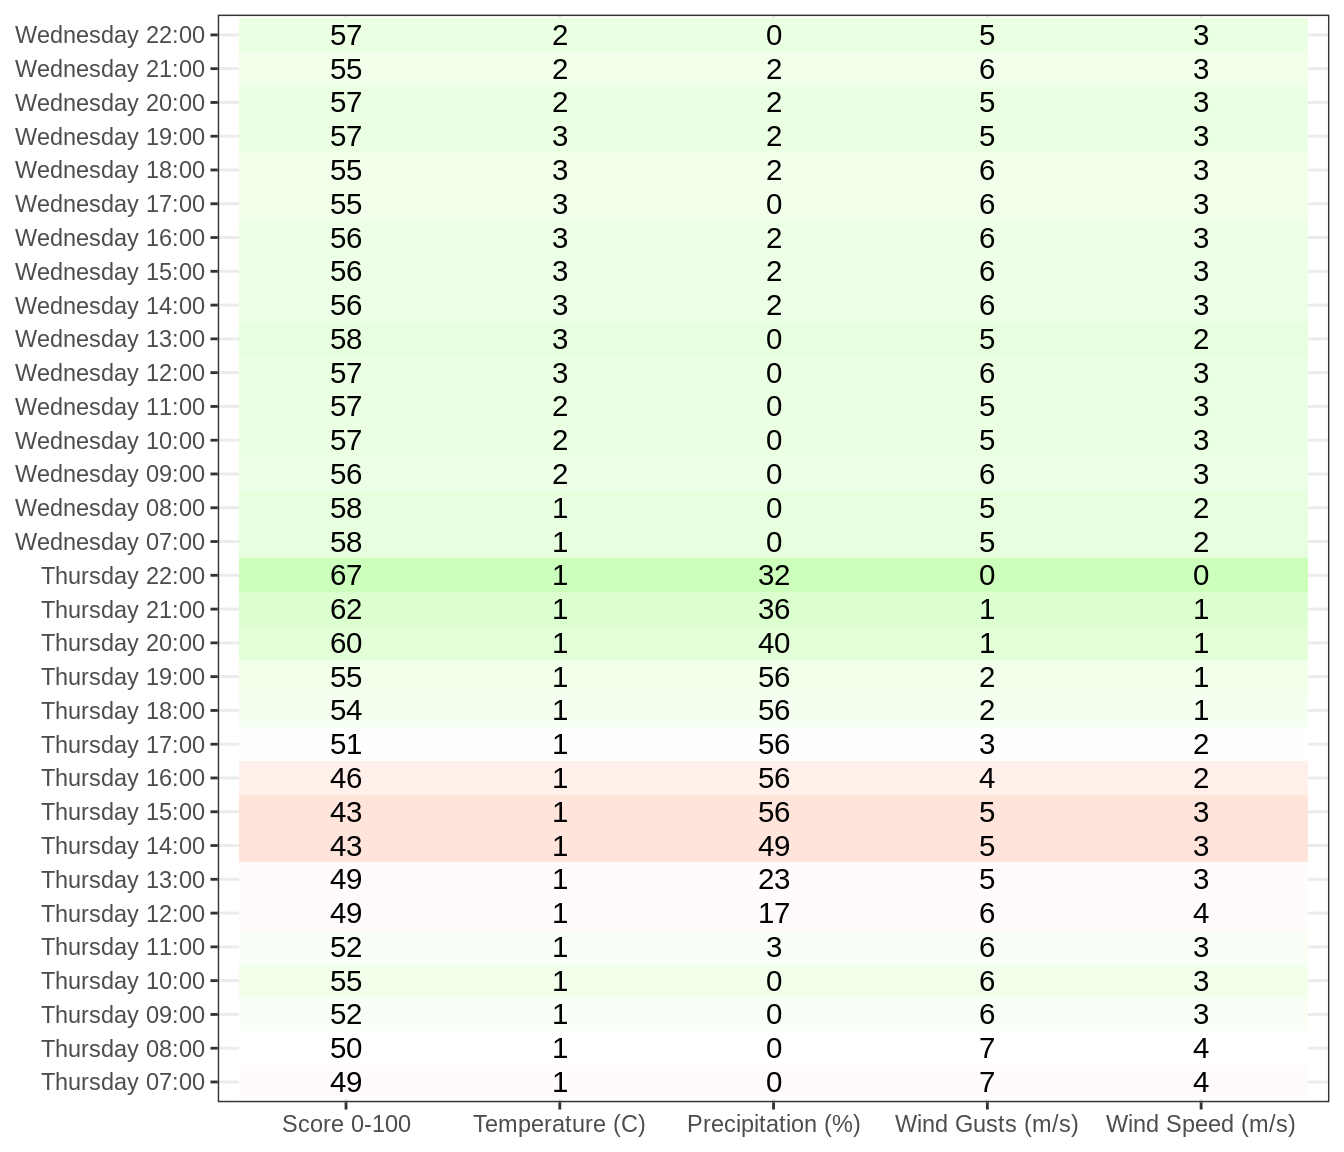 Wednesday 22:00 57 2 0 5 3
Wednesday 21:00 55 2 2 6 3
Wednesday 20:00 57 2 2 5 3
Wednesday 19:00 57 3 2 5 3
Wednesday 18:00 55 3 2 6 3
Wednesday 17:00 55 3 0 6 3
Wednesday 16:00 56 3 2 6 3
Wednesday 15:00 56 3 2 6 3
Wednesday 14:00 56 3 2 6 3
Wednesday 13:00 58 3 0 5 2
Wednesday 12:00 57 3 0 6 3
Wednesday 11:00 57 2 0 5 3
Wednesday 10:00 57 2 0 5 3
Wednesday 09:00 56 2 0 6 3
Wednesday 08:00 58 1 0 5 2
Wednesday 07:00 58 1 0 5 2
Thursday 22:00 67 1 32 0 0
Thursday 21:00 62 1 36 1 1
Thursday 20:00 60 1 40 1 1
Thursday 19:00 55 1 56 2 1
Thursday 18:00 54 1 56 2 1
Thursday 17:00 51 1 56 3 2
Thursday 16:00 46 1 56 4 2
Thursday 15:00 43 1 56 5 3
Thursday 14:00 43 1 49 5 3
Thursday 13:00 49 1 23 5 3
Thursday 12:00 49 1 17 6 4
Thursday 11:00 52 1 3 6 3
Thursday 10:00 55 1 0 6 3
Thursday 09:00 52 1 0 6 3
Thursday 08:00 50 1 0 7 4
Thursday 07:00 49 1 0 7 4
Score 0-100 Temperature (C) Precipitation (%) Wind Gusts (m/s) Wind Speed (m/s)